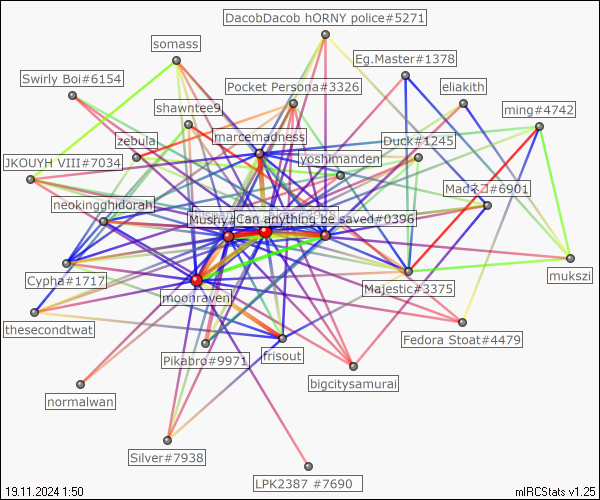 DacobDacob hORNY police#5271
somass
Eg.Master#1378
Swirly Boi#6154
Pocket Persona#3326
eliakith
shawntee9
ming#4742
marcemadness
zebula
Duck#1245
JKOUYH VIII#7034
yoshimanden
neokinghidorah
Mushy#
Can anything be saved#0396
Cypha#1717
Majestic#3375
mukszi
moonraven
thesecondtwat
Fedora Stoat#4479
Pikabro#9971
frisout
bigcitysamurai
normalwan
Silver#7938
LPK2387 #7690
19.11.2024 1:50
mIRCStats v1.25